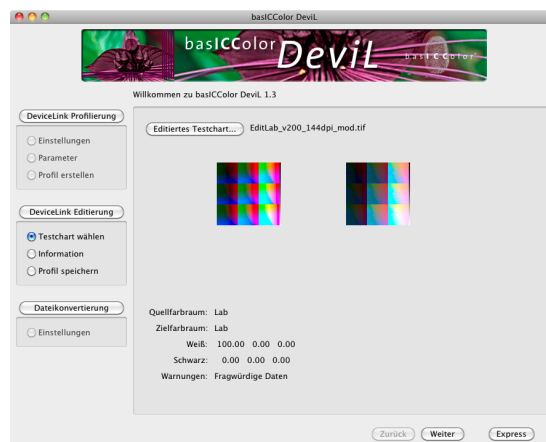 basICColor DeviL
basICColor DeviL
basICColor
Willkommen zu basICColor DeviL 1.3
DeviceLink Profilierung
Einstellungen
Parameter
Profil erstellen
DeviceLink Editierung
Testchart wählen
Information
Profil speichern
Dateikonvertierung
Einstellungen
Editiertes Testchart... EditLab_v200_144dpi_mod.tif
Quellfarbraum: Lab
Zielfarbraum: Lab
Weiß: 100.00 0.00 0.00
Schwarz: 0.00 0.00 0.00
Warnungen: Fragwürdige Daten
Zurück Weiter Express